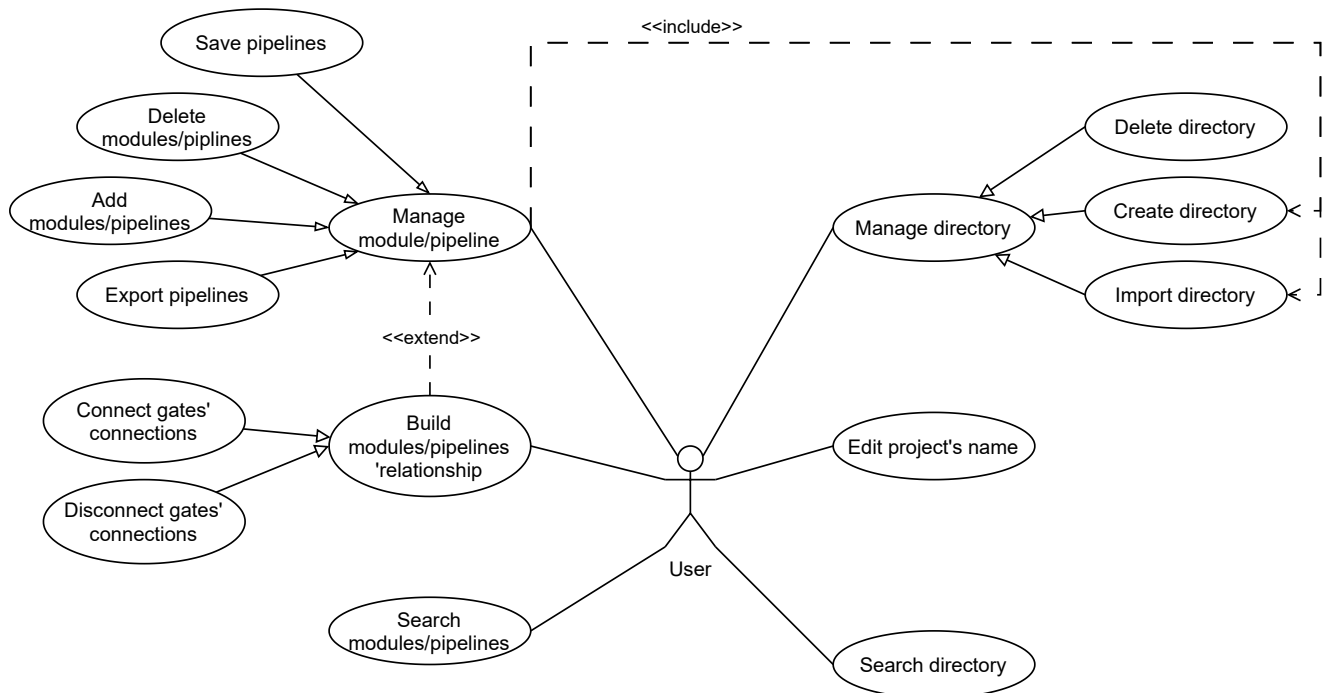 <<include>>
Save pipelines
Delete
modules/piplines
Add
modules/pipelines
Export pipelines
Manage
module/pipeline
Manage directory
Delete directory
Create directory
Import directory
<<extend>>
Connect gates'
connections
Disconnect gates'
connections
Build
modules/pipelines
'relationship
Edit project's name
User
Search
modules/pipelines
Search directory